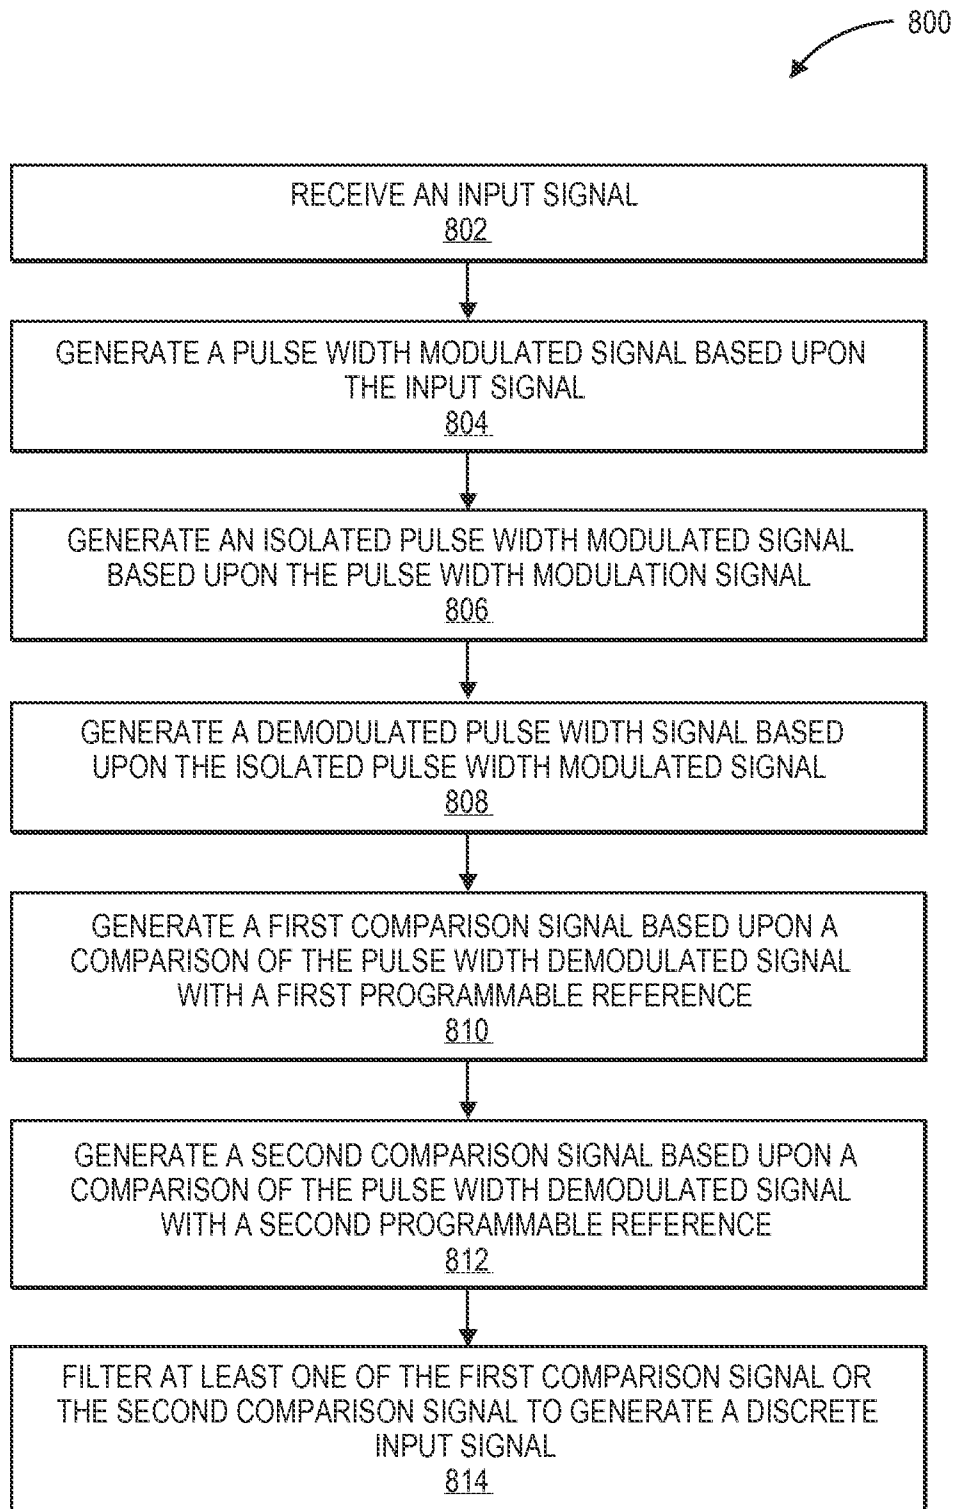 800
RECEIVE AN INPUT SIGNAL
802
GENERATE A PULSE WIDTH MODULATED SIGNAL BASED UPON
THE INPUT SIGNAL
804
GENERATE AN ISOLATED PULSE WIDTH MODULATED SIGNAL
BASED UPON THE PULSE WIDTH MODULATION SIGNAL
806
GENERATE A DEMODULATED PULSE WIDTH SIGNAL BASED
UPON THE ISOLATED PULSE WIDTH MODULATED SIGNAL
808
GENERATE A FIRST COMPARISON SIGNAL BASED UPON A
COMPARISON OF THE PULSE WIDTH DEMODULATED SIGNAL
WITH A FIRST PROGRAMMABLE REFERENCE
810
GENERATE A SECOND COMPARISON SIGNAL BASED UPON A
COMPARISON OF THE PULSE WIDTH DEMODULATED SIGNAL
WITH A SECOND PROGRAMMABLE REFERENCE
812
FILTER AT LEAST ONE OF THE FIRST COMPARISON SIGNAL OR
THE SECOND COMPARISON SIGNAL TO GENERATE A DISCRETE
INPUT SIGNAL
814